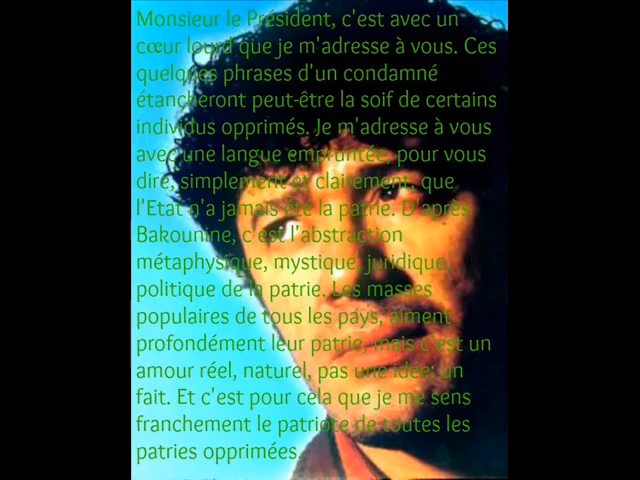 Monsieur le Président, c'est avec un
cœur lourd que je m'adresse à vous. Ces
quelques phrases d'un condamné
étancheront peut-être la soif de certains
individus opprimés. Je m'adresse à vous
avec une langue empruntée, pour vous
dire, simplement et clairement, que
l'Etat n'a jamais été la patrie. D'après
Bakounine, c'est l'abstraction
métaphysique, mystique, juridique,
politique de la patrie. Les masses
populaires de tous les pays, aiment
profondément leur patrie, mais c'est un
amour réel, naturel, pas une idée: un
fait. Et c'est pour cela que je me sens
franchement le patriote de toutes les
patries opprimées.